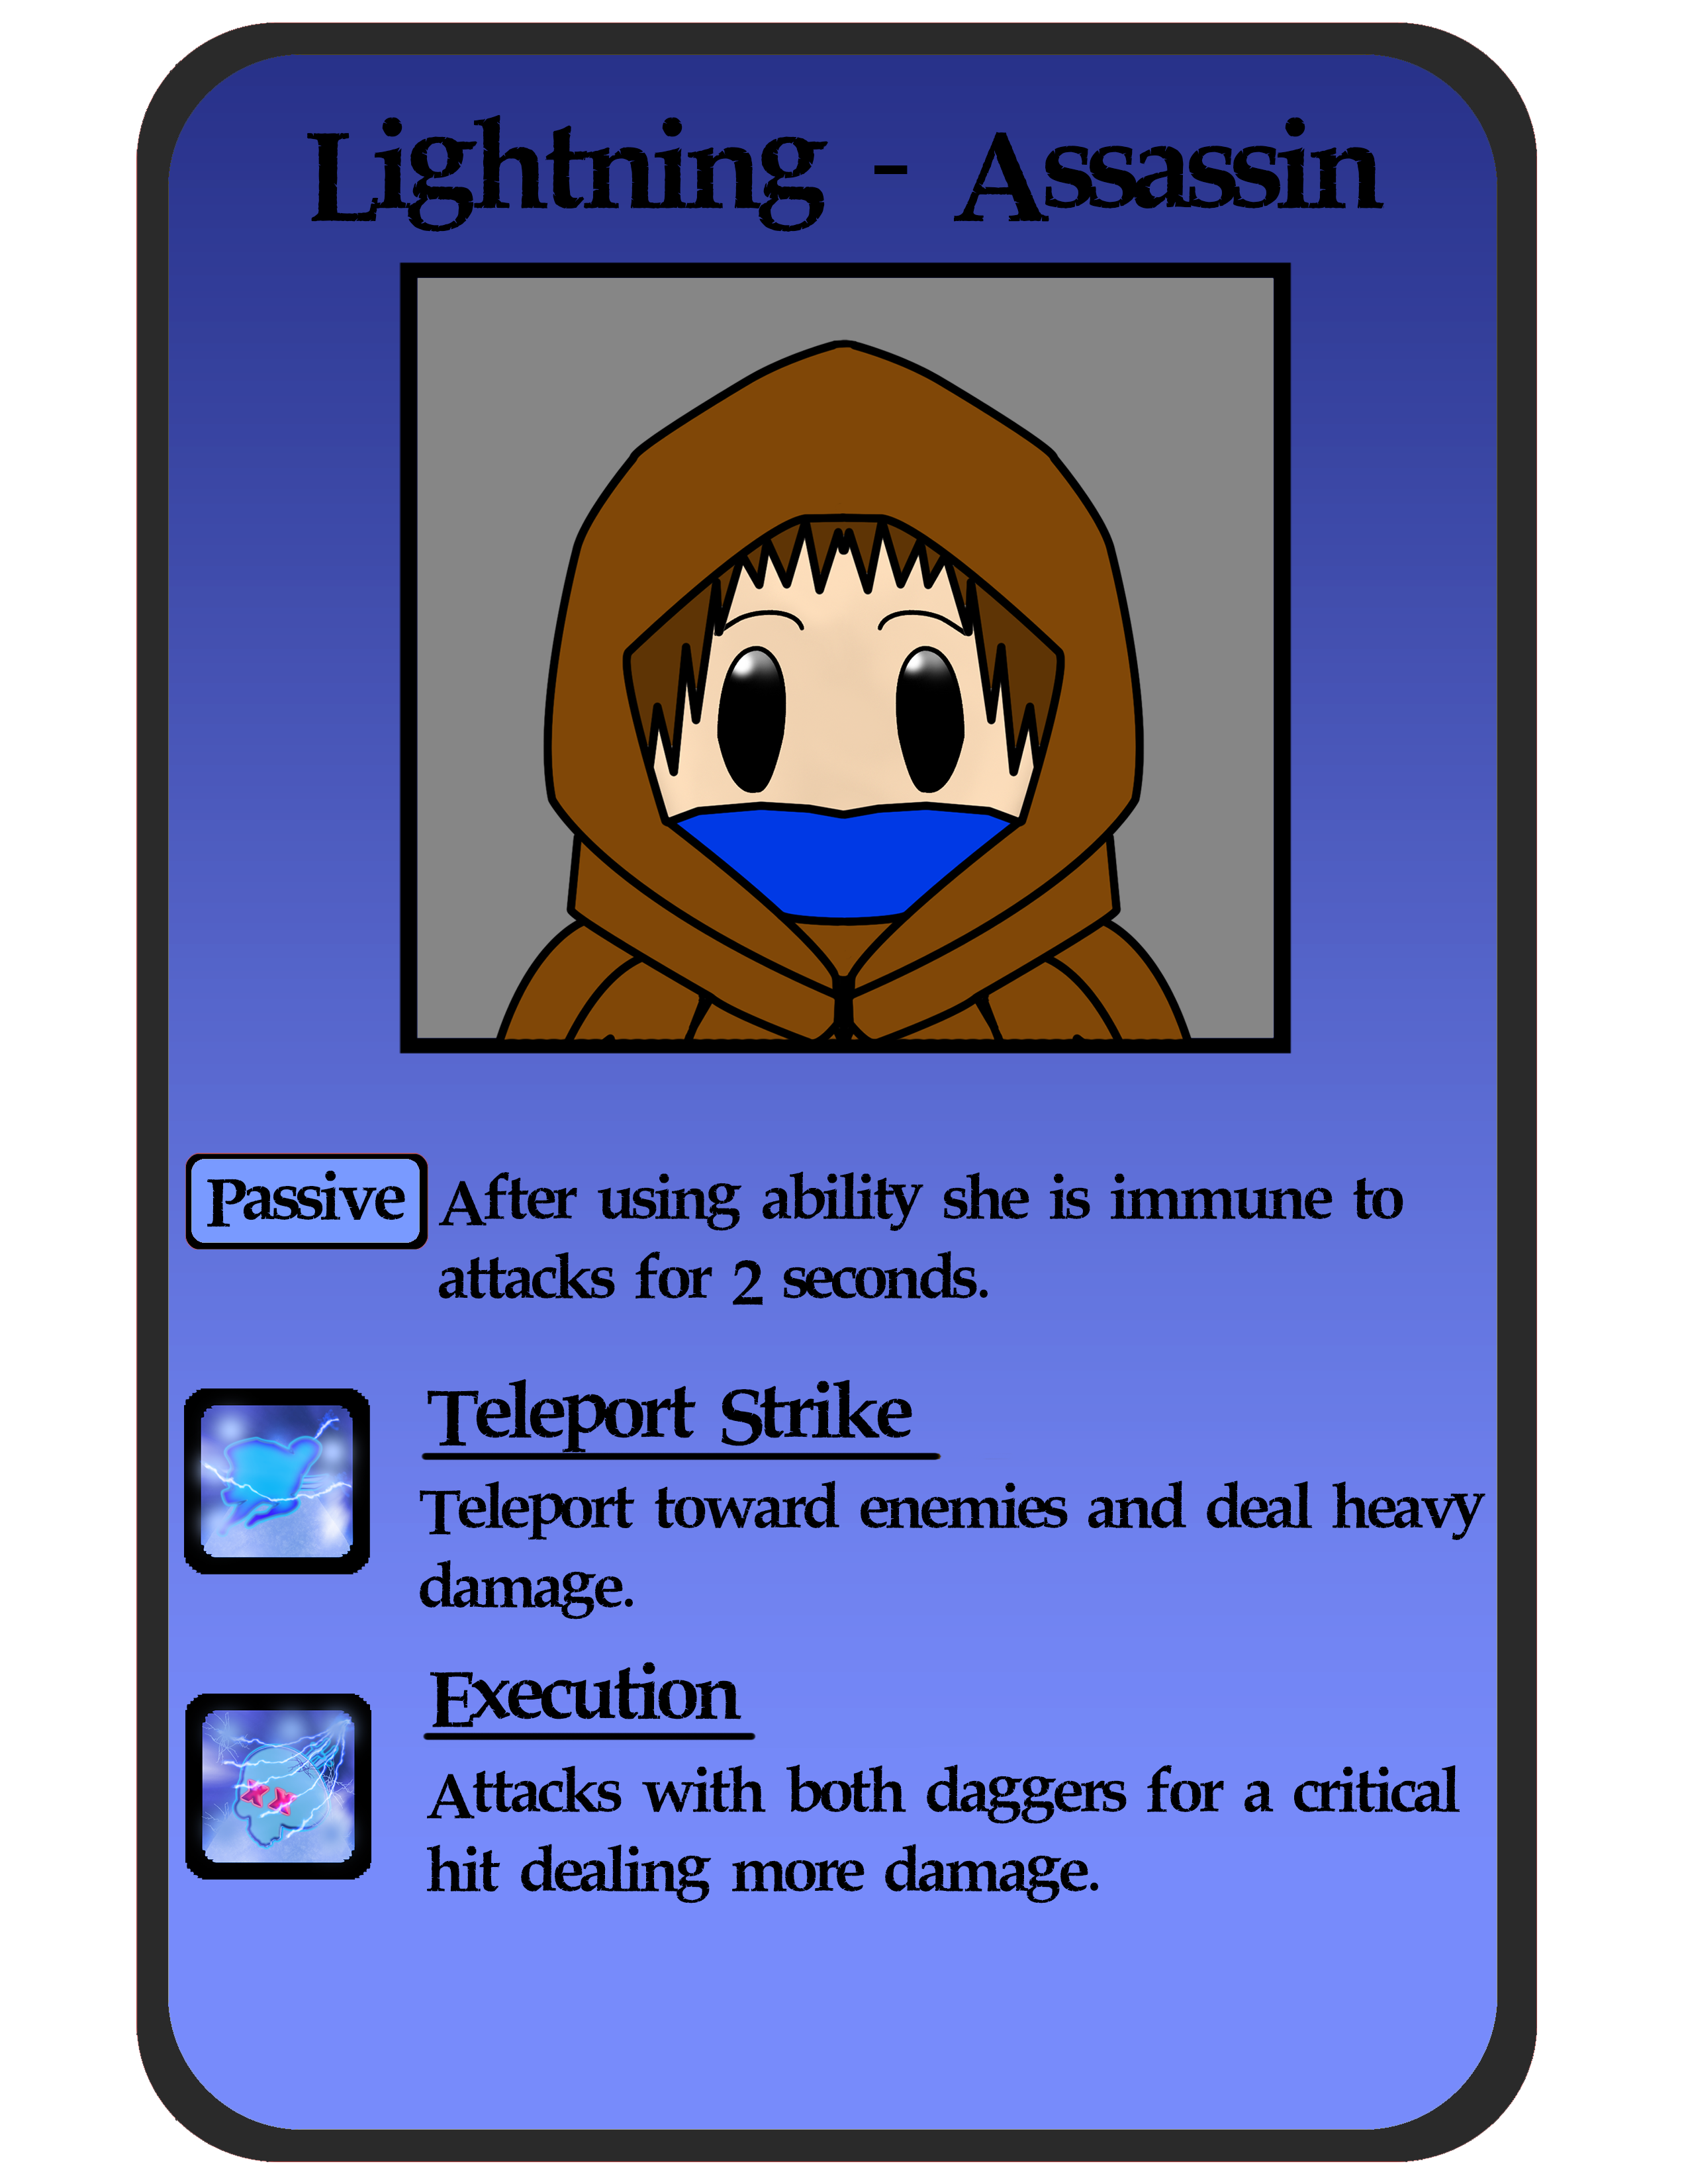 Lightning - Assassin
Passive
After using ability she is immune to
attacks for 2 seconds.
Teleport Strike
Teleport toward enemies and deal heavy
damage.
Execution
Attacks with both daggers for a critical
hit dealing more damage.